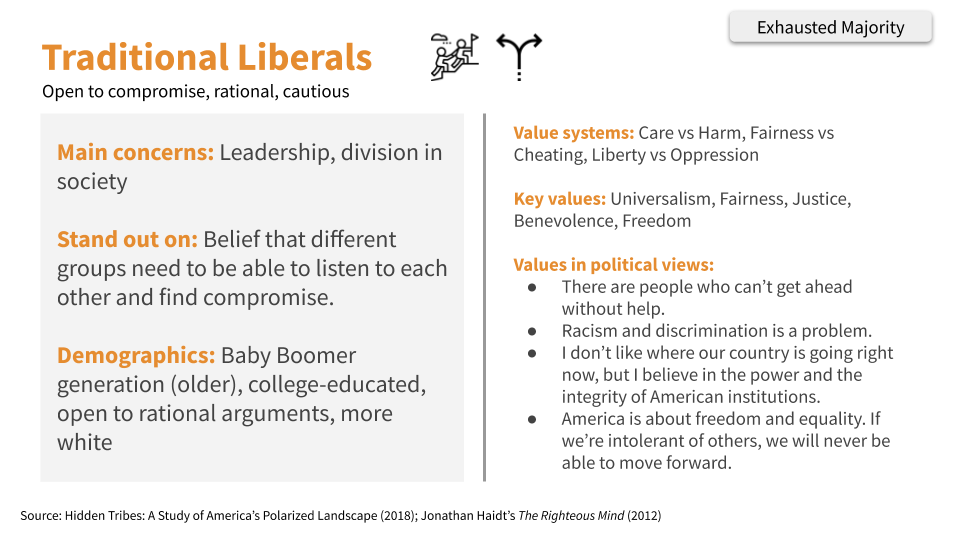 Exhausted Majority
Traditional Liberals
Open to compromise, rational, cautious
Main concerns: Leadership, division in
society
Stand out on: Belief that different
groups need to be able to listen to each
other and find compromise.
Demographics: Baby Boomer
generation (older), college-educated,
open to rational arguments, more
white
Value systems: Care vs Harm, Fairness vs
Cheating, Liberty vs Oppression
Key values: Universalism, Fairness, Justice,
Benevolence, Freedom
Values in political views:
● There are people who can’t get ahead
without help.
● Racism and discrimination is a problem.
● I don’t like where our country is going right
now, but I believe in the power and the
integrity of American institutions.
● America is about freedom and equality. If
we’re intolerant of others, we will never be
able to move forward.
Source: Hidden Tribes: A Study of America’s Polarized Landscape (2018); Jonathan Haidt’s The Righteous Mind (2012)